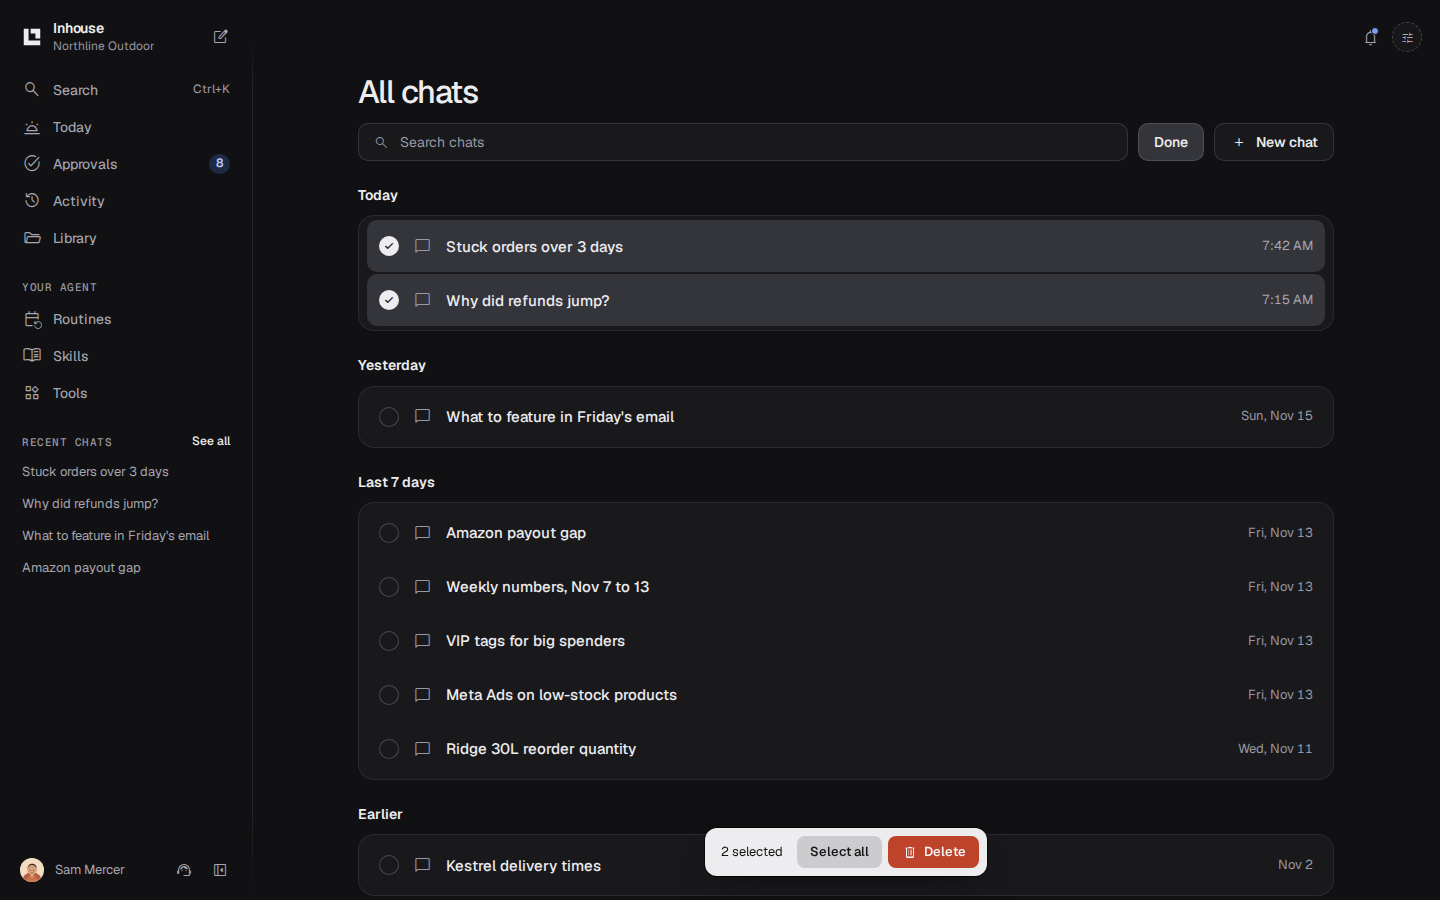 Inhouse
Northline Outdoor
Search Ctrl+K
Today
Approvals 8
Activity
Library
YOUR AGENT
Routines
Skills
Tools
RECENT CHATS See all
Stuck orders over 3 days
Why did refunds jump?
What to feature in Friday's email
Amazon payout gap
Sam Mercer
All chats
Search chats
Done
+ New chat
Today
Stuck orders over 3 days 7:42 AM
Why did refunds jump? 7:15 AM
Yesterday
What to feature in Friday's email Sun, Nov 15
Last 7 days
Amazon payout gap Fri, Nov 13
Weekly numbers, Nov 7 to 13 Fri, Nov 13
VIP tags for big spenders Fri, Nov 13
Meta Ads on low-stock products Fri, Nov 13
Ridge 30L reorder quantity Wed, Nov 11
Earlier
Kestrel delivery times Nov 2
2 selected Select all Delete